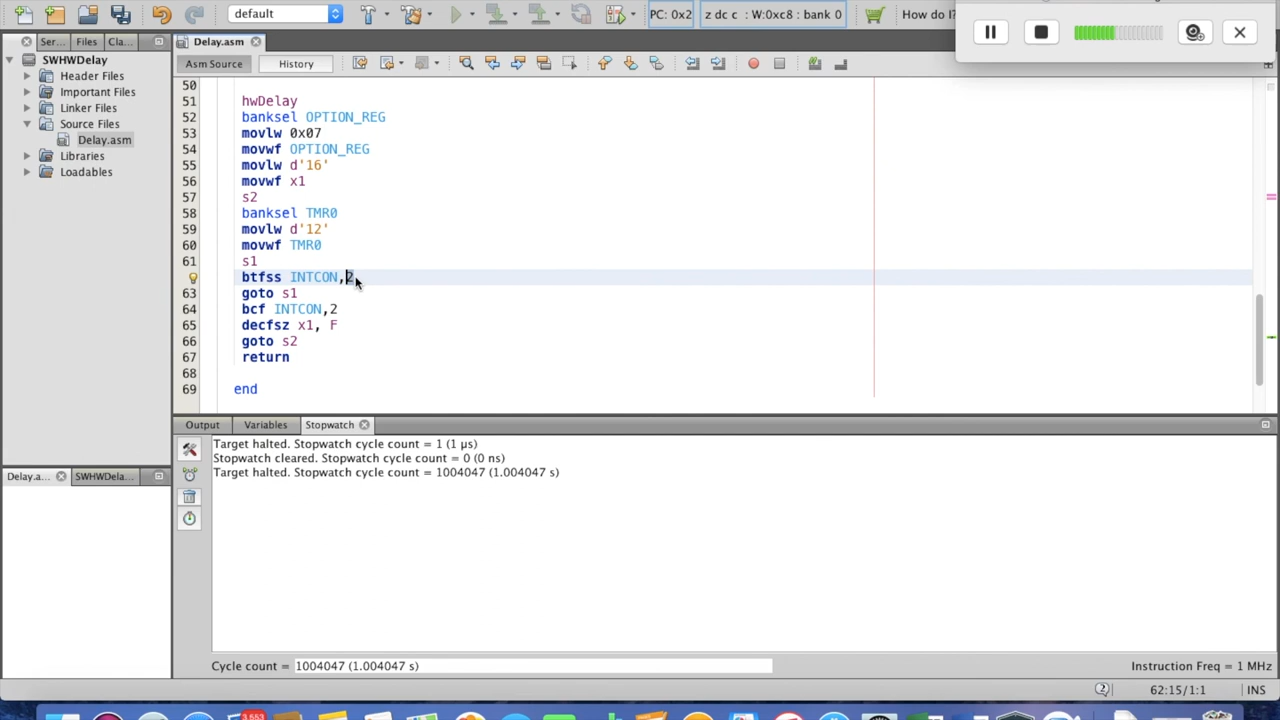 default
PC: 0x2
z dc c : W:0xc8 : bank 0
How do I?
Ser...
Files
Cla...
Delay.asm
SWHWDelay
Header Files
Important Files
Linker Files
Source Files
Delay.asm
Libraries
Loadables
Asm Source
History
50
51 hwDelay
52 banksel OPTION_REG
53 movlw 0x07
54 movwf OPTION_REG
55 movlw d'16'
56 movwf x1
57 s2
58 banksel TMR0
59 movlw d'12'
60 movwf TMR0
61 s1
btfss INTCON,2
63 goto s1
64 bcf INTCON,2
65 decfsz x1, F
66 goto s2
67 return
68
69 end
Output
Variables
Stopwatch
Target halted. Stopwatch cycle count = 1 (1 µs)
Stopwatch cleared. Stopwatch cycle count = 0 (0 ns)
Target halted. Stopwatch cycle count = 1004047 (1.004047 s)
Delay.a...
SWHWDela...
Cycle count = 1004047 (1.004047 s)
Instruction Freq = 1 MHz
2
62:15/1:1
INS
3,553